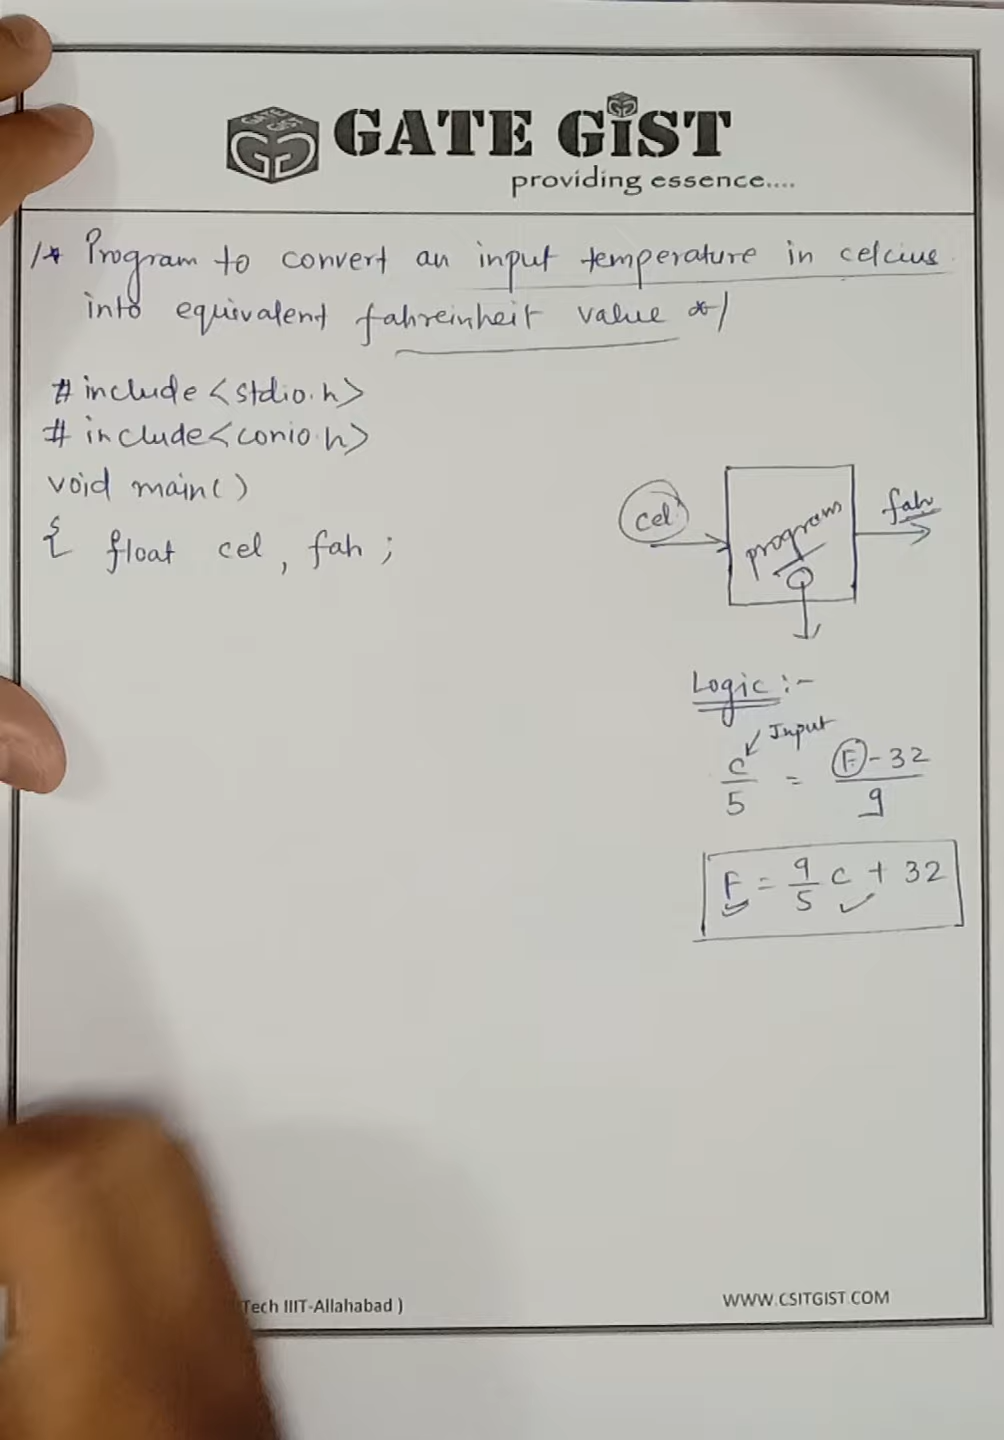 GATE GIST
providing essence....
/* Program to convert an input temperature in celcius
into equivalent fahreinheit value */
# include <stdio.h>
# include <conio.h>
void main( )
{ float cel , fah ;
cel
program
fah
Logic :-
Input
C/5 = F-32/9
F = 9/5 C + 32
Tech IIIT-Allahabad )
WWW.CSITGIST.COM